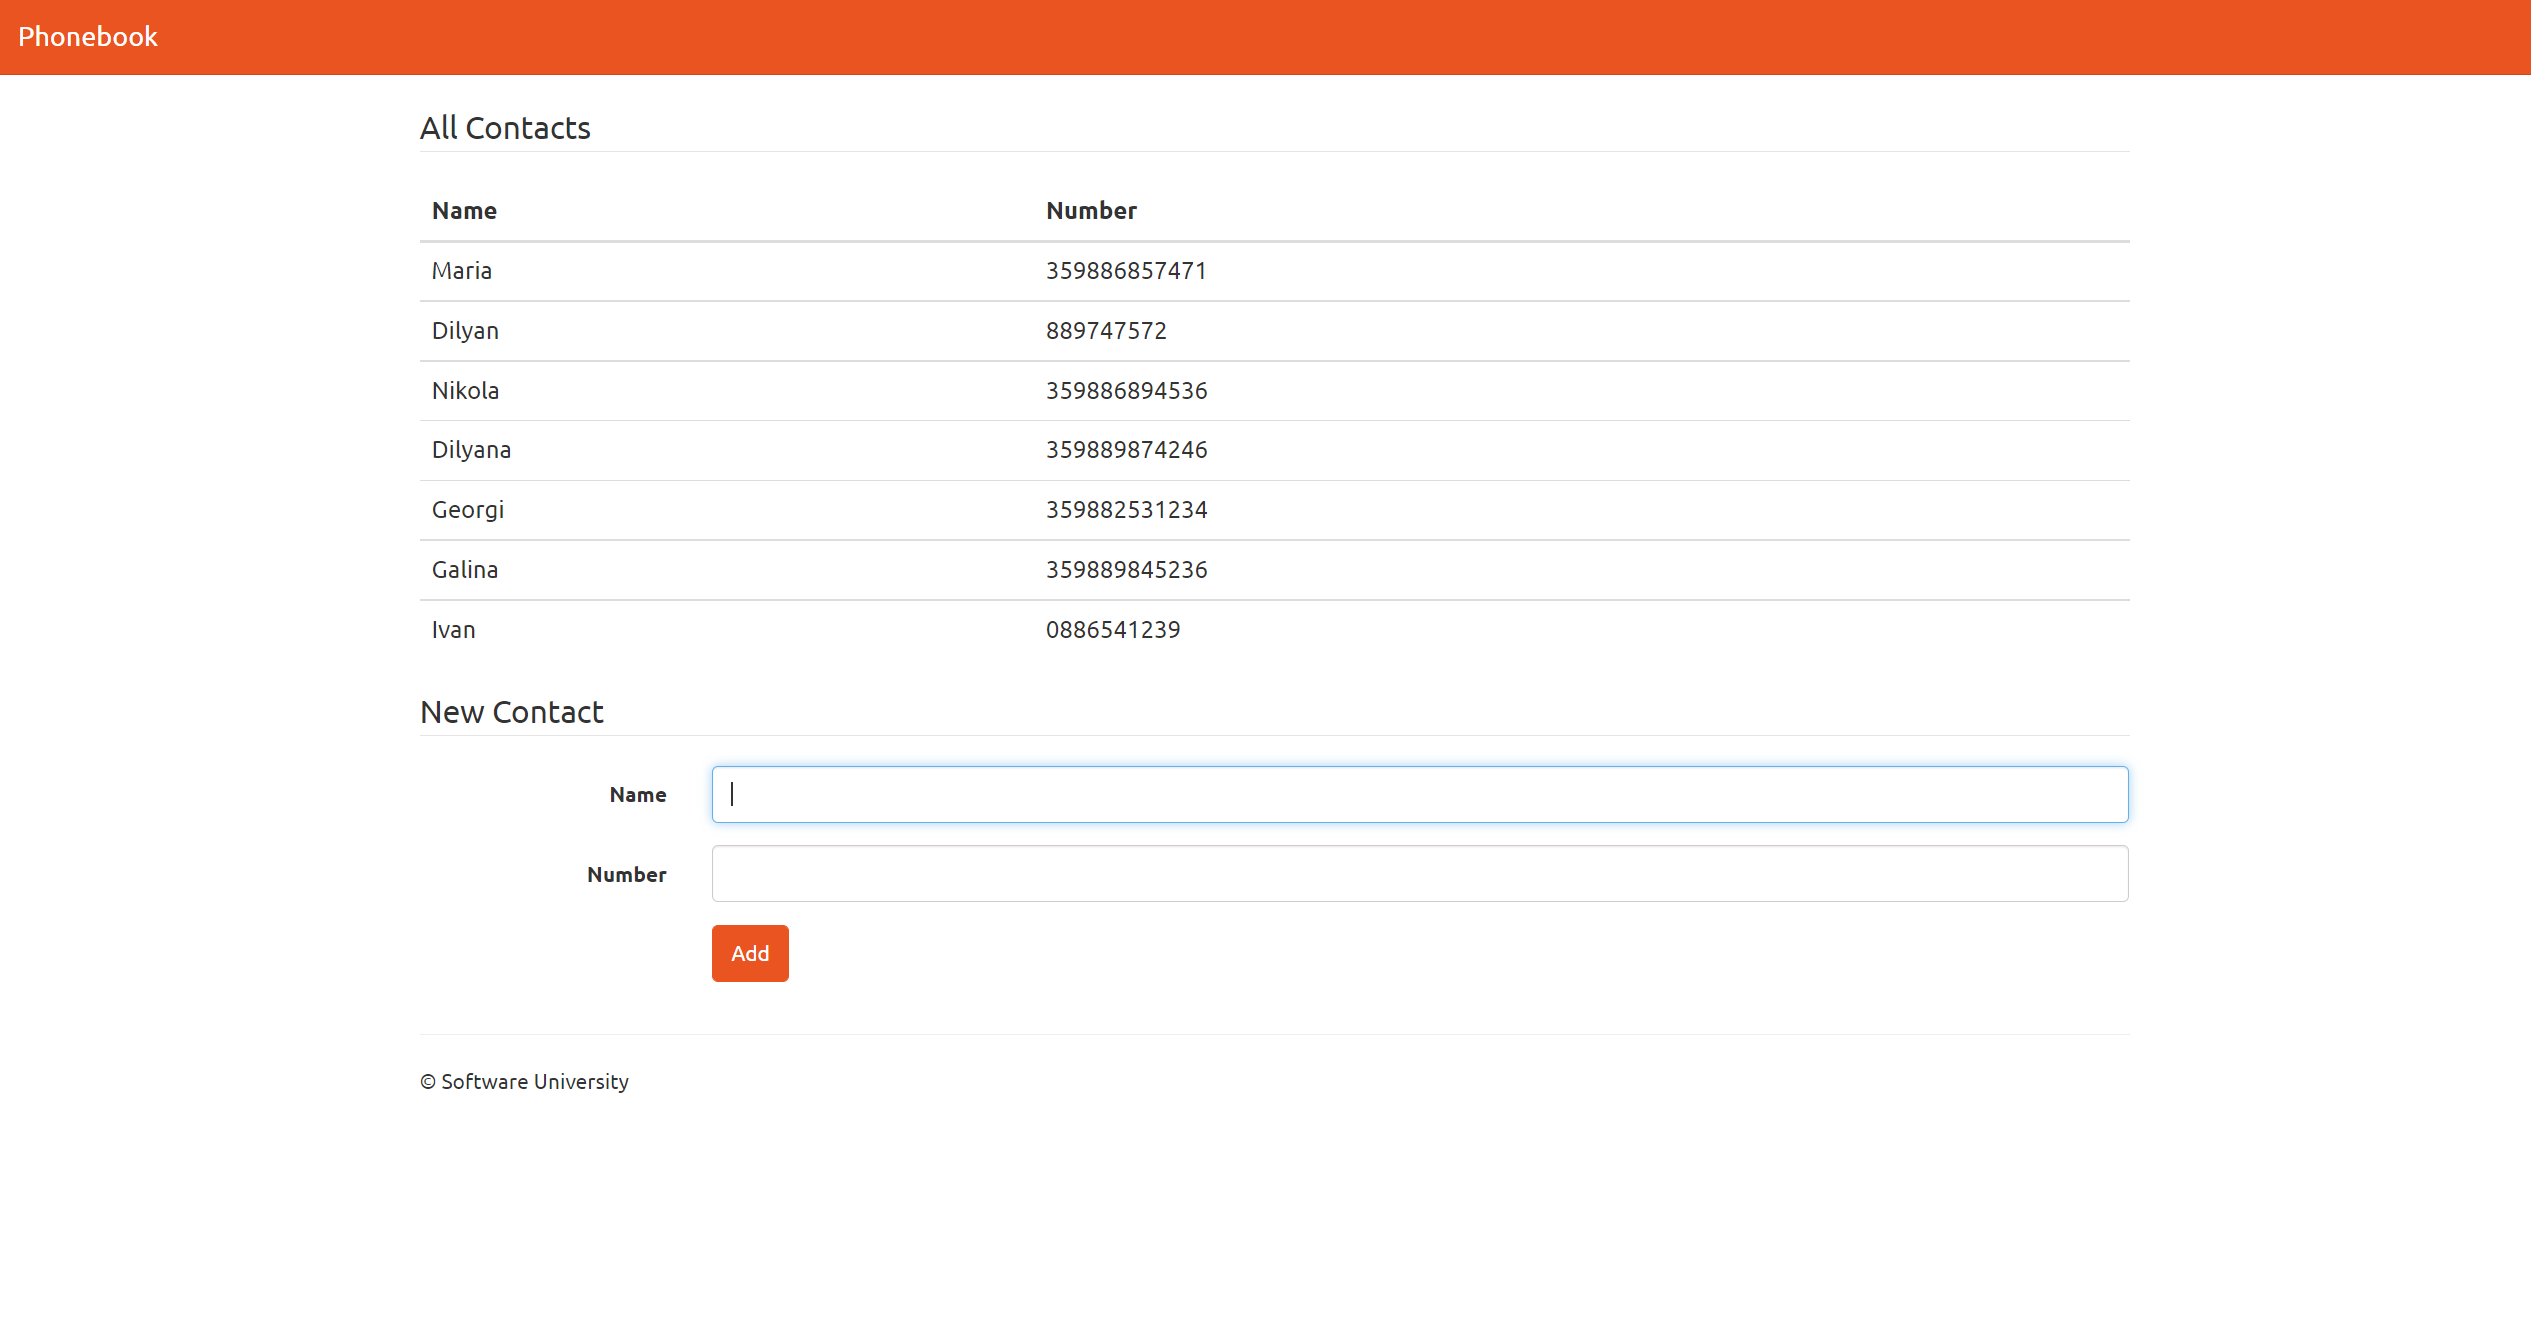 Phonebook
All Contacts
Name Number
Maria 359886857471
Dilyan 889747572
Nikola 359886894536
Dilyana 359889874246
Georgi 359882531234
Galina 359889845236
Ivan 0886541239
New Contact
Name
Number
Add
© Software University